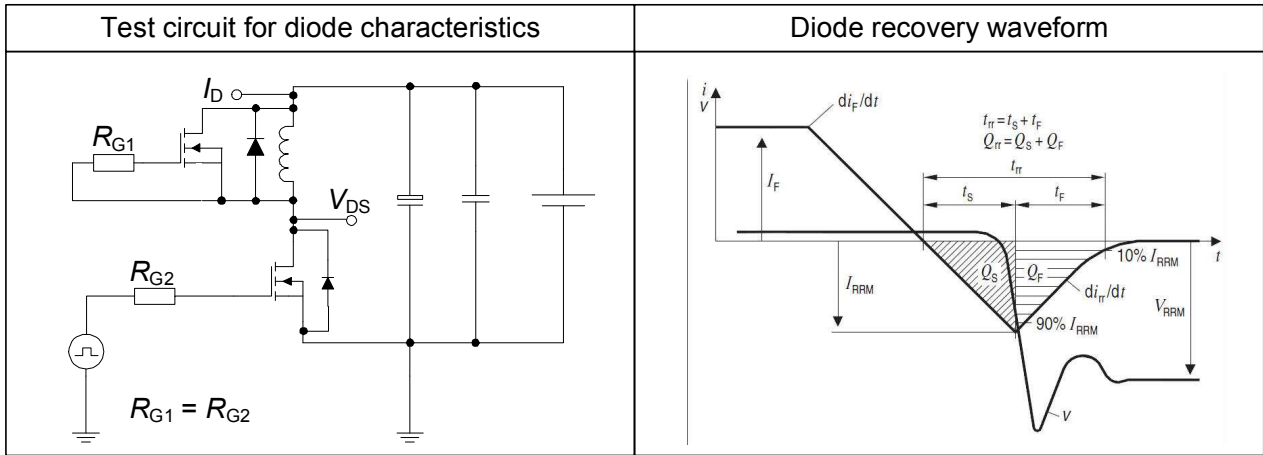 Test circuit for diode characteristics
I_D
R_G1
V_DS
R_G2
R_G1 = R_G2
Diode recovery waveform
i
V
di_F/dt
t_rr = t_S + t_F
Q_rr = Q_S + Q_F
t_rr
I_F
t_S
t_F
10% I_RRM
t
Q_S
Q_F
I_RRM
di_rr/dt
V_RRM
90% I_RRM
V